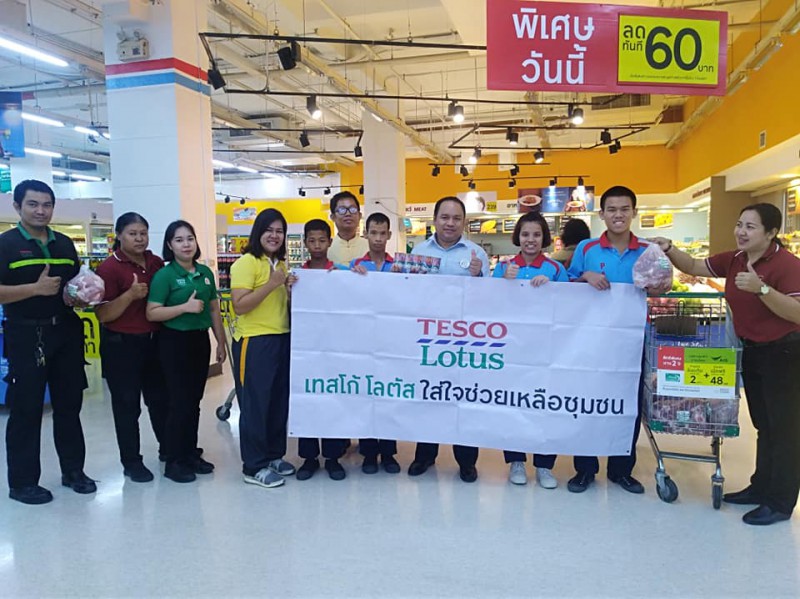 พิเศษ
วันนี้
ลด
ทันที 60 บาท
MEAT
TESCO
Lotus
เทสโก้ โลตัส ใส่ใจช่วยเหลือชุมชน
2
48